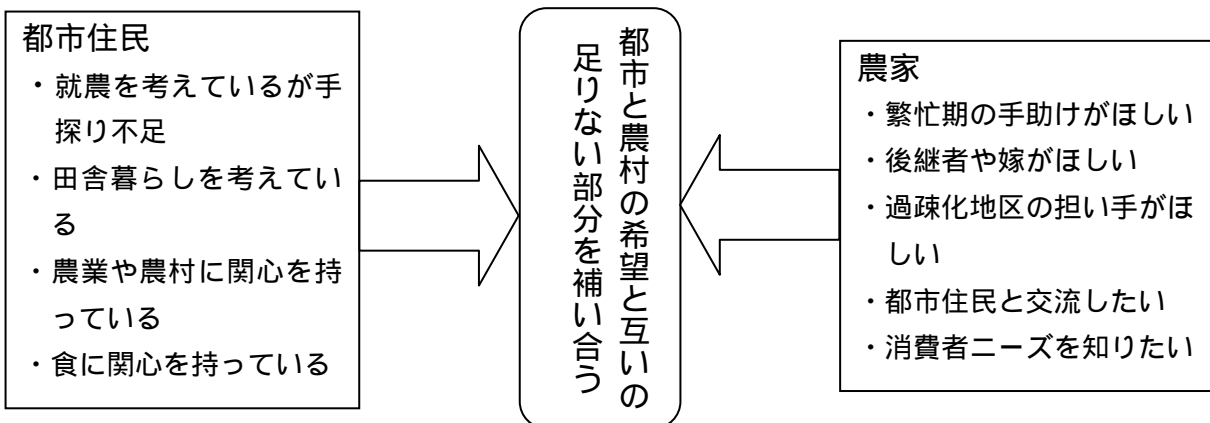 都市住民
・就農を考えているが手
探り不足
・田舎暮らしを考えてい
る
・農業や農村に関心を持
っている
・食に関心を持っている
都市と農村の希望と互いの
足りない部分を補い合う
農家
・繁忙期の手助けがほしい
・後継者や嫁がほしい
・過疎化地区の担い手がほ
しい
・都市住民と交流したい
・消費者ニーズを知りたい